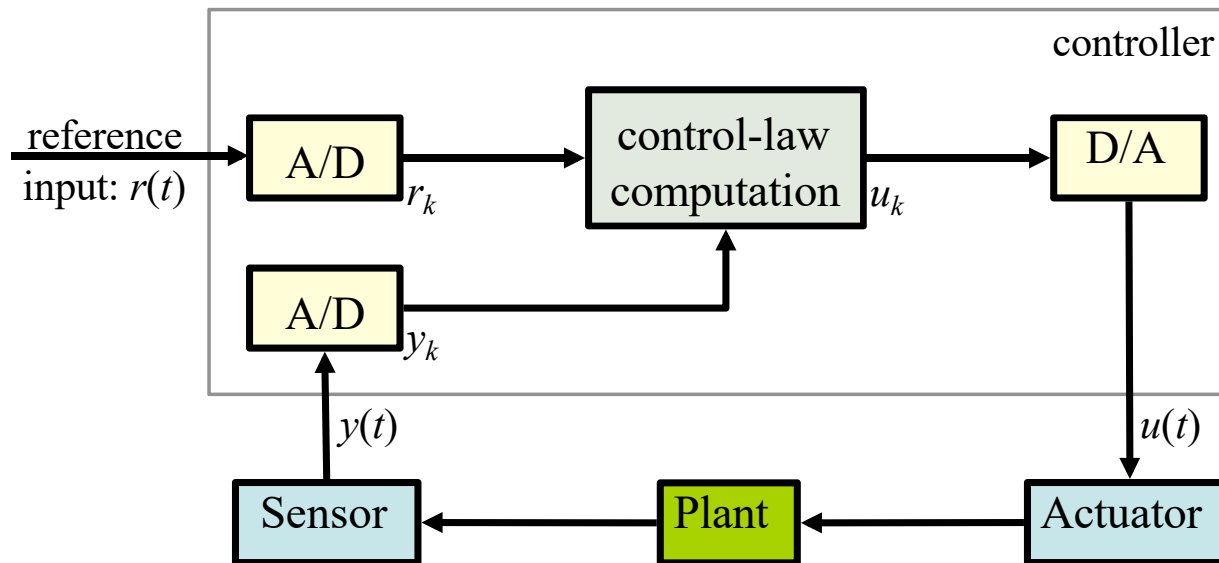 controller
reference
input: r(t)
A/D
r_k
control-law
computation
u_k
D/A
A/D
y_k
y(t)
u(t)
Sensor
Plant
Actuator